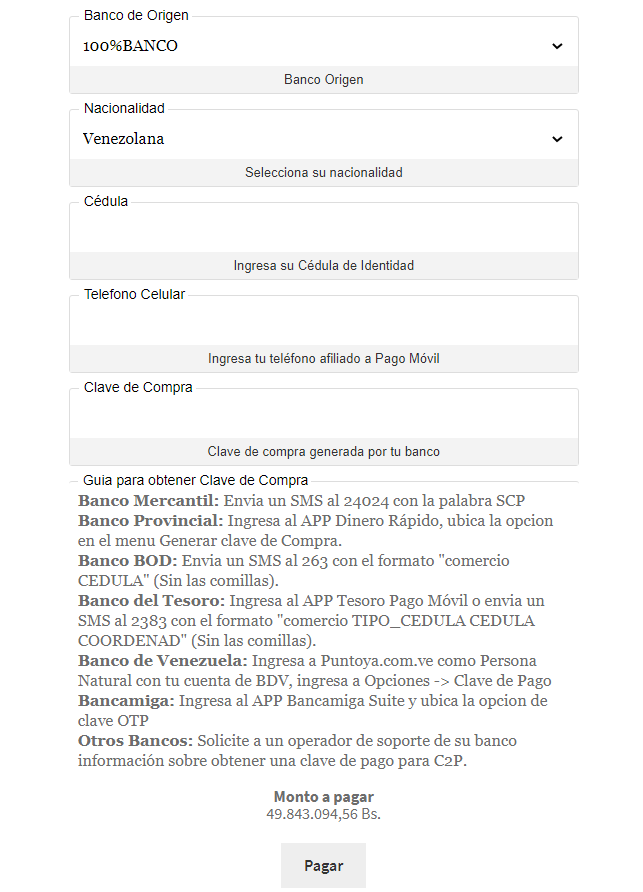 Banco de Origen
100%BANCO
Banco Origen
Nacionalidad
Venezolana
Selecciona su nacionalidad
Cédula
Ingresa su Cédula de Identidad
Telefono Celular
Ingresa tu teléfono afiliado a Pago Móvil
Clave de Compra
Clave de compra generada por tu banco
Guia para obtener Clave de Compra
Banco Mercantil: Envia un SMS al 24024 con la palabra SCP
Banco Provincial: Ingresa al APP Dinero Rápido, ubica la opcion
en el menu Generar clave de Compra.
Banco BOD: Envia un SMS al 263 con el formato "comercio
CEDULA" (Sin las comillas).
Banco del Tesoro: Ingresa al APP Tesoro Pago Móvil o envia un
SMS al 2383 con el formato "comercio TIPO_CEDULA CEDULA
COORDENAD" (Sin las comillas).
Banco de Venezuela: Ingresa a Puntoya.com.ve como Persona
Natural con tu cuenta de BDV, ingresa a Opciones -> Clave de Pago
Bancamiga: Ingresa al APP Bancamiga Suite y ubica la opcion de
clave OTP
Otros Bancos: Solicite a un operador de soporte de su banco
información sobre obtener una clave de pago para C2P.
Monto a pagar
49.843.094,56 Bs.
Pagar